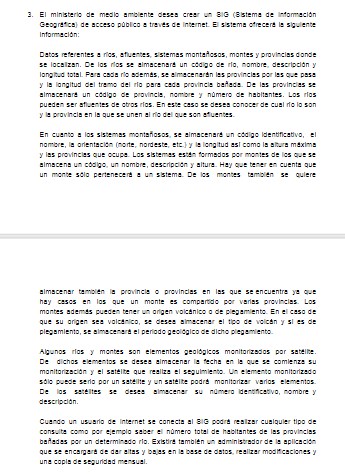 3. El ministerio de medio ambiente desea crear un SIG (Sistema de Información
Geográfica) de acceso público a través de Internet. El sistema ofrecerá la siguiente
información:
Datos referentes a ríos, afluentes, sistemas montañosos, montes y provincias donde
se localizan. De los ríos se almacenará un código de río, nombre, descripción y
longitud total. Para cada río además, se almacenarán las provincias por las que pasa
y la longitud del tramo del río para cada provincia bañada. De las provincias se
almacenará un código de provincia, nombre y número de habitantes. Los ríos
pueden ser afluentes de otros ríos. En este caso se desea conocer de cual río lo son
y la provincia en la que se unen al río del que son afluentes.
En cuanto a los sistemas montañosos, se almacenará un código identificativo, el
nombre, la orientación (norte, nordeste, etc.) y la longitud así como la altura máxima
y las provincias que ocupa. Los sistemas están formados por montes de los que se
almacena un código, un nombre, descripción y altura. Hay que tener en cuenta que
un monte sólo pertenecerá a un sistema. De los montes también se quiere
almacenar también la provincia o provincias en las que se encuentra ya que
hay casos en los que un monte es compartido por varias provincias. Los
montes además pueden tener un origen volcánico o de plegamiento. En el caso de
que su origen sea volcánico, se desea almacenar el tipo de volcán y si es de
plegamiento, se almacenará el periodo geológico de dicho plegamiento.
Algunos ríos y montes son elementos geológicos monitorizados por satélite.
De dichos elementos se desea almacenar la fecha en la que se comienza su
monitorización y el satélite que realiza el seguimiento. Un elemento monitorizado
sólo puede serlo por un satélite y un satélite podrá monitorizar varios elementos.
De los satélites se desea almacenar su número identificativo, nombre y
descripción.
Cuando un usuario de Internet se conecta al SIG podrá realizar cualquier tipo de
consulta como por ejemplo saber el número total de habitantes de las provincias
bañadas por un determinado río. Existirá también un administrador de la aplicación
que se encargará de dar altas y bajas en la base de datos, realizar modificaciones y
una copia de seguridad mensual.